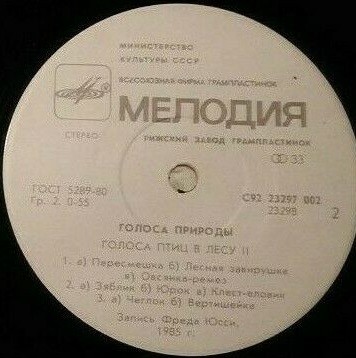 МИНИСТЕРСТВО
КУЛЬТУРЫ СССР
ВСЕСОЮЗНАЯ ФИРМА ГРАМПЛАСТИНОК
МЕЛОДИЯ
СТЕРЕО
РИЖСКИЙ ЗАВОД ГРАМПЛАСТИНОК
33
ГОСТ 5289-80
Гр. 2. 0-55
С92 23297 002
23298
2
ГОЛОСА ПРИРОДЫ
ГОЛОСА ПТИЦ В ЛЕСУ II
1. а) Пересмешка б) Лесная завирушка
в) Овсянка-ремез
2. а) Зяблик б) Юрок в) Клест-еловик
3. а) Чеглок б) Вертишейка
Запись Фреда Юсси.
1985 г.